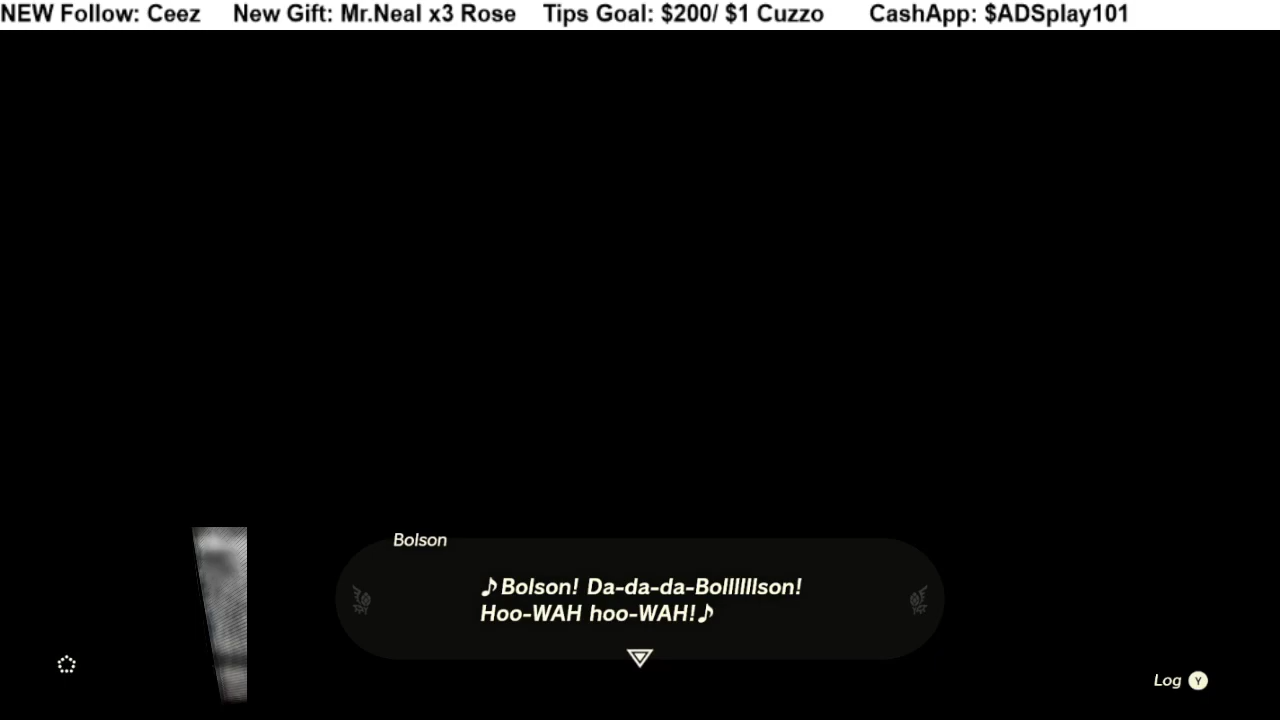 NEW Follow: Ceez New Gift: Mr.Neal x3 Rose Tips Goal: $200/ $1 Cuzzo CashApp: $ADSplay101
Bolson
♪Bolson! Da-da-da-Bollllllson!
Hoo-WAH hoo-WAH!♪
Log Y